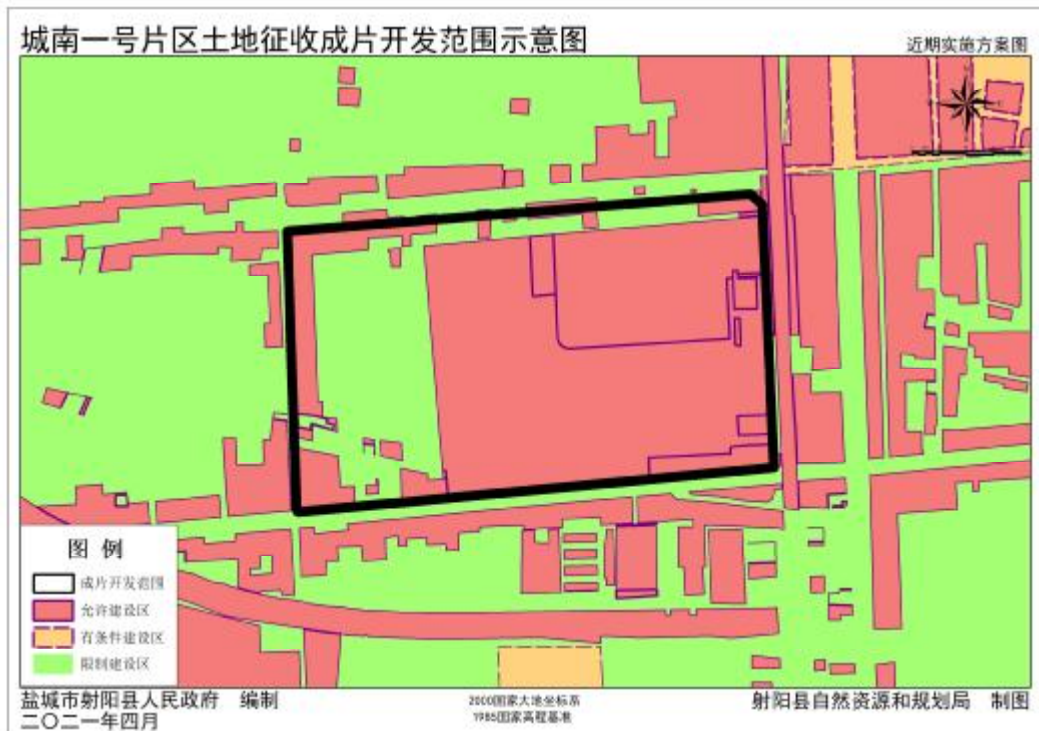 城南一号片区土地征收成片开发范围示意图
近期实施方案图
图 例
成片开发范围
允许建设区
有条件建设区
限制建设区
盐城市射阳县人民政府 编制
二〇二一年四月
2000国家大地坐标系
1985国家高程基准
射阳县自然资源和规划局 制图